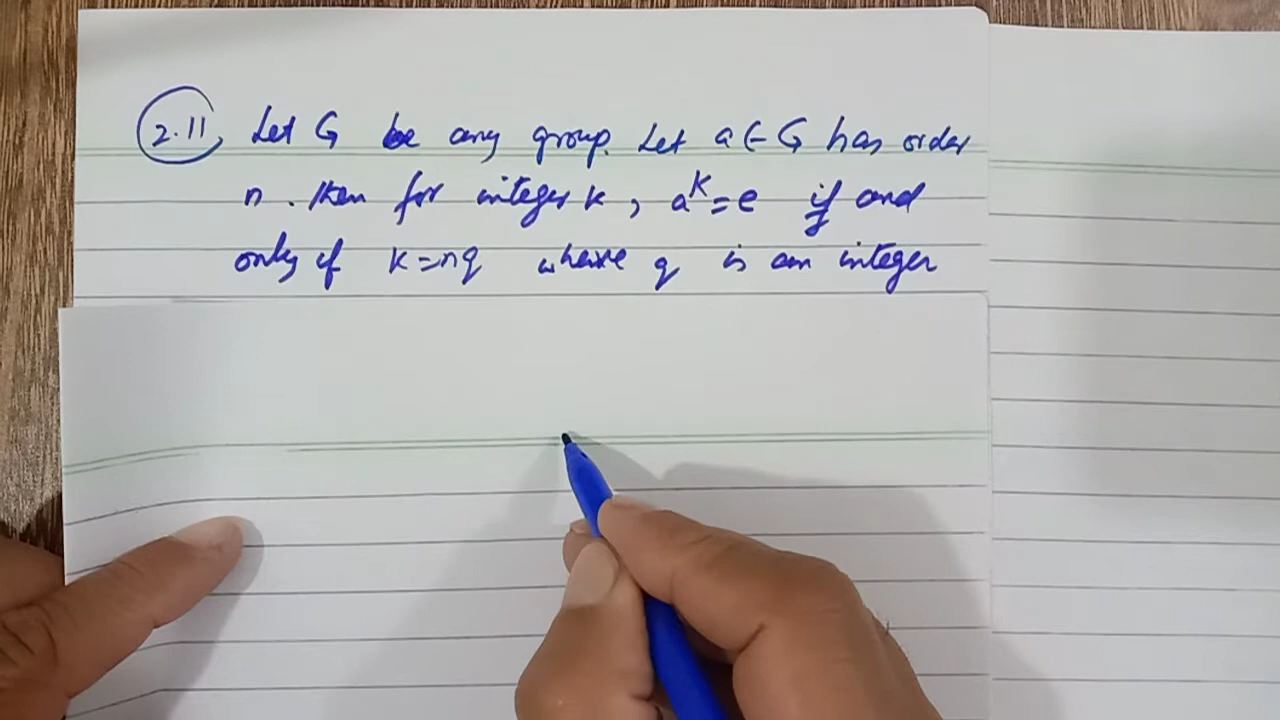 2.11, Let G be any group. Let a ∈ G has order
n. then for integer k, a^k = e if and
only if k = nq where q is an integer